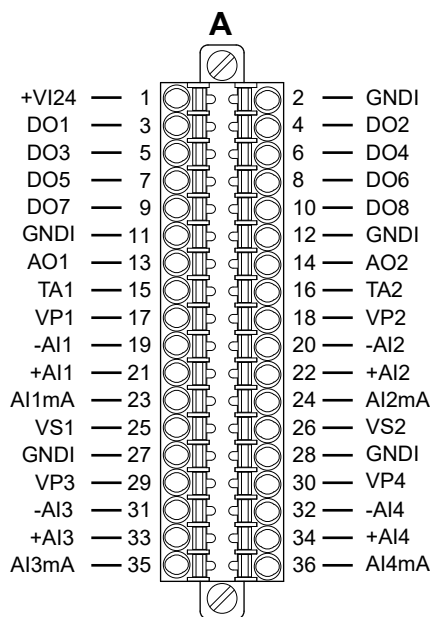 A
+VI24 1 2 GNDI
DO1 3 4 DO2
DO3 5 6 DO4
DO5 7 8 DO6
DO7 9 10 DO8
GNDI 11 12 GNDI
AO1 13 14 AO2
TA1 15 16 TA2
VP1 17 18 VP2
-AI1 19 20 -AI2
+AI1 21 22 +AI2
AI1mA 23 24 AI2mA
VS1 25 26 VS2
GNDI 27 28 GNDI
VP3 29 30 VP4
-AI3 31 32 -AI4
+AI3 33 34 +AI4
AI3mA 35 36 AI4mA